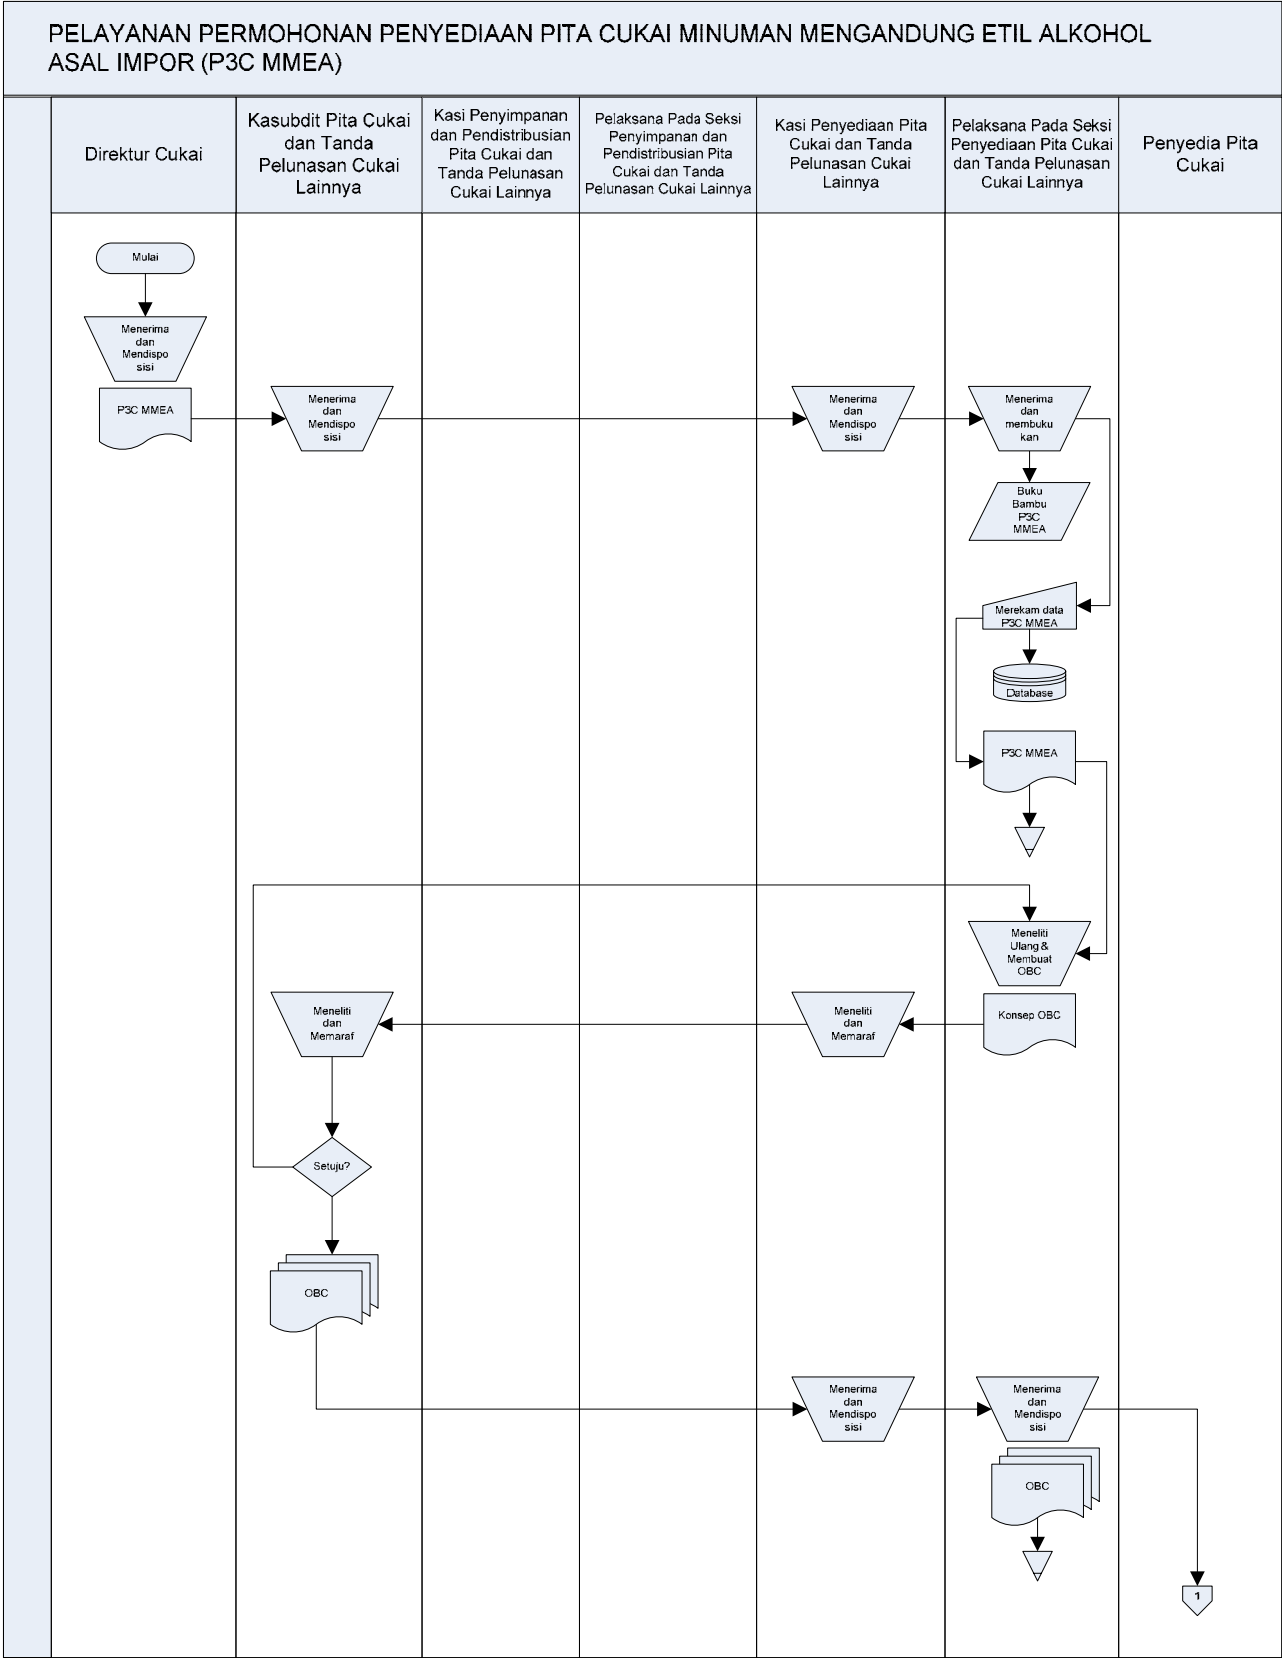 PELAYANAN PERMOHONAN PENYEDIAAN PITA CUKAI MINUMAN MENGANDUNG ETIL ALKOHOL
ASAL IMPOR (P3C MMEA)
Direktur Cukai
Kasubdit Pita Cukai
dan Tanda
Pelunasan Cukai
Lainnya
Kasi Penyimpanan
dan Pendistribusian
Pita Cukai dan
Tanda Pelunasan
Cukai Lainnya
Pelaksana Pada Seksi
Penyimpanan dan
Pendistribusian Pita
Cukai dan Tanda
Pelunasan Cukai Lainnya
Kasi Penyediaan Pita
Cukai dan Tanda
Pelunasan Cukai
Lainnya
Pelaksana Pada Seksi
Penyediaan Pita Cukai
dan Tanda Pelunasan
Cukai Lainnya
Penyedia Pita
Cukai
Mulai
Menerima
dan
Mendispo
sisi
P3C MMEA
Menerima
dan
Mendispo
sisi
Menerima
dan
Mendispo
sisi
Menerima
dan
membuku
kan
Buku
Bambu
P3C
MMEA
Merekam data
P3C MMEA
Database
P3C MMEA
Meneliti
Ulang &
Membuat
OBC
Konsep OBC
Meneliti
dan
Memaraf
Meneliti
dan
Memaraf
Setuju?
OBC
Menerima
dan
Mendispo
sisi
Menerima
dan
Mendispo
sisi
OBC
1